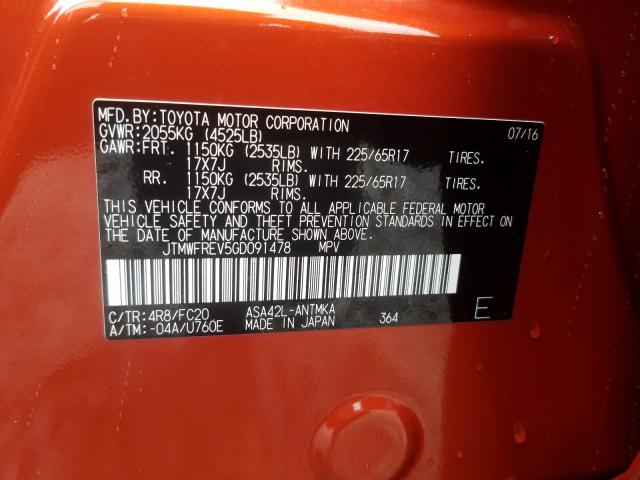 MFD.BY:TOYOTA MOTOR CORPORATION 07/16
GVWR:2055KG (4525LB)
GAWR:FRT. 1150KG (2535LB) WITH 225/65R17 TIRES.
17X7J RIMS.
RR. 1150KG (2535LB) WITH 225/65R17 TIRES.
17X7J RIMS.
THIS VEHICLE CONFORMS TO ALL APPLICABLE FEDERAL MOTOR
VEHICLE SAFETY AND THEFT PREVENTION STANDARDS IN EFFECT ON
THE DATE OF MANUFACTURE SHOWN ABOVE.
JTMWFREV5GD091478 MPV
C/TR:4R8/FC20 ASA42L-ANTMKA 364 E
A/TM:-04A/U760E MADE IN JAPAN